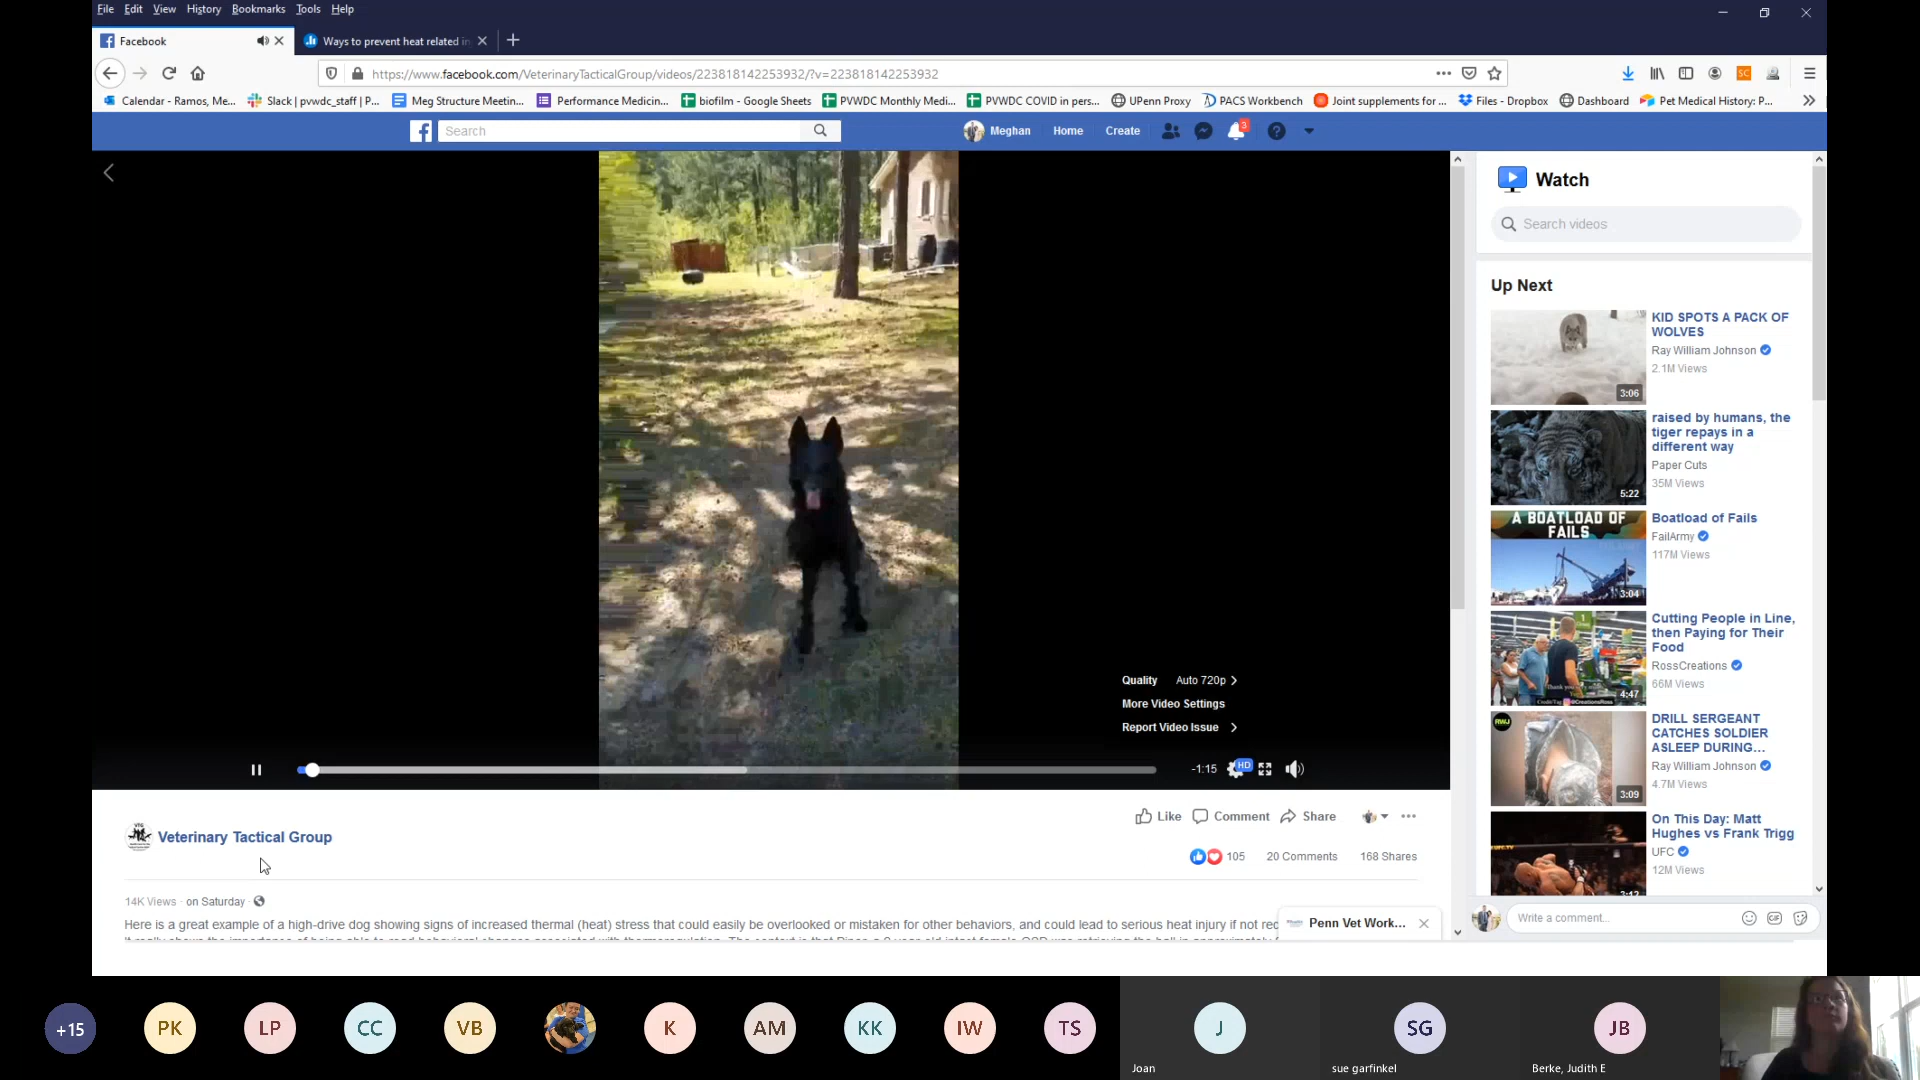 File Edit View History Bookmarks Tools Help
Facebook
Ways to prevent heat related in
https://www.facebook.com/VeterinaryTacticalGroup/videos/223818142253932/?v=223818142253932
Calendar - Ramos, Me... Slack | pvwdc_staff | P... Meg Structure Meetin... Performance Medicin... biofilm - Google Sheets PVWDC Monthly Medi... PVWDC COVID in pers... UPenn Proxy PACS Workbench Joint supplements for ... Files - Dropbox Dashboard Pet Medical History: P...
Search
Meghan Home Create 3
Watch
Search videos
Up Next
KID SPOTS A PACK OF WOLVES
Ray William Johnson
2.1M Views
3:06
raised by humans, the tiger repays in a different way
Paper Cuts
35M Views
5:22
A BOATLOAD OF FAILS
Boatload of Fails
FailArmy
117M Views
3:04
Cutting People in Line, then Paying for Their Food
RossCreations
66M Views
4:47
DRILL SERGEANT CATCHES SOLDIER ASLEEP DURING...
Ray William Johnson
4.7M Views
3:09
RWJ
On This Day: Matt Hughes vs Frank Trigg
UFC
12M Views
Quality Auto 720p
More Video Settings
Report Video Issue
-1:15 HD
Like Comment Share
Veterinary Tactical Group
105 20 Comments 168 Shares
14K Views · on Saturday ·
Here is a great example of a high-drive dog showing signs of increased thermal (heat) stress that could easily be overlooked or mistaken for other behaviors, and could lead to serious heat injury if not rec
Penn Vet Work...
Write a comment...
GIF
+15 PK LP CC VB K AM KK IW TS J SG JB
Joan sue garfinkel Berke, Judith E